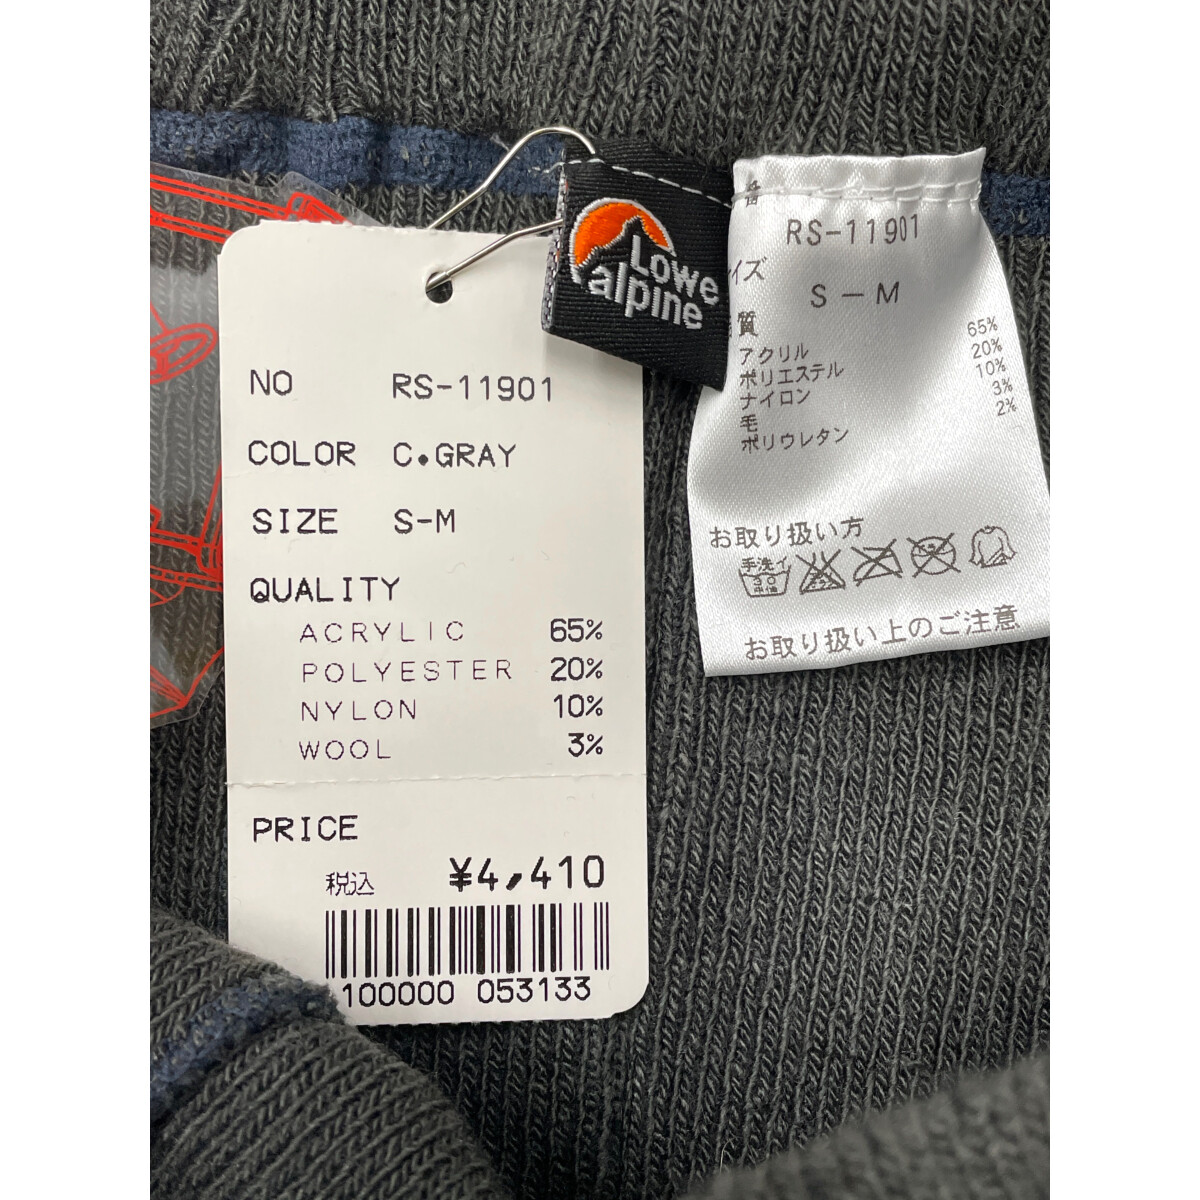 NO RS-11901
COLOR C.GRAY
SIZE S-M
QUALITY
ACRYLIC 65%
POLYESTER 20%
NYLON 10%
WOOL 3%
PRICE
税込 ¥4,410
100000 053133
Lowe
alpine
番 RS-11901
イズ
S-M
質
アクリル 65%
ポリエステル 20%
ナイロン 10%
毛 3%
ポリウレタン 2%
お取り扱い方
手洗イ
30
お取り扱い上のご注意